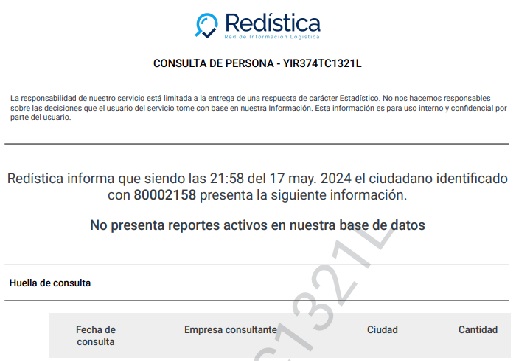 Redística
Red de Información Logística
CONSULTA DE PERSONA - YIR374TC1321L
La responsabilidad de nuestro servicio está limitada a la entrega de una respuesta de carácter Estadístico. No nos hacemos responsables
sobre las decisiones que el usuario del servicio tome con base en nuestra información. Esta información es para uso interno y confidencial por
parte del usuario.
Redística informa que siendo las 21:58 del 17 may. 2024 el ciudadano identificado
con 80002158 presenta la siguiente información.
No presenta reportes activos en nuestra base de datos
Huella de consulta
Fecha de consulta Empresa consultante Ciudad Cantidad
C1321L